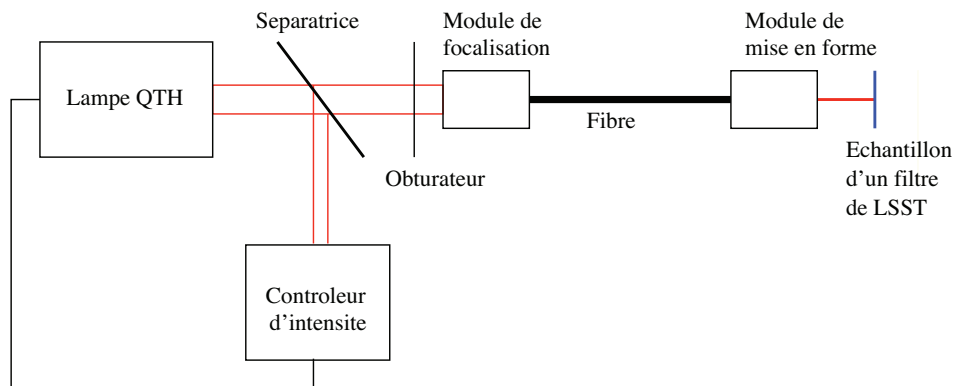 Separatrice
Module de
focalisation
Module de
mise en forme
Lampe QTH
Fibre
Obturateur
Echantillon
d'un filtre
de LSST
Controleur
d'intensite